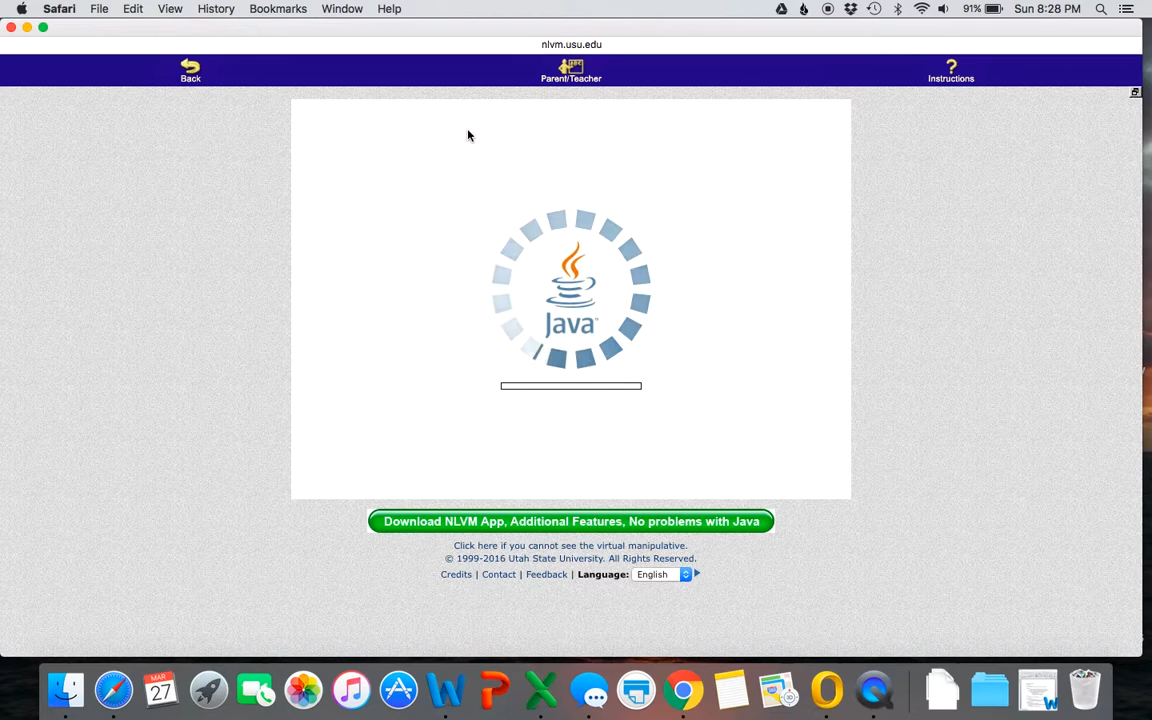 Safari File Edit View History Bookmarks Window Help 91% Sun 8:28 PM
nlvm.usu.edu
Back Parent/Teacher Instructions
Java
Download NLVM App, Additional Features, No problems with Java
Click here if you cannot see the virtual manipulative.
© 1999-2016 Utah State University. All Rights Reserved.
Credits | Contact | Feedback | Language: English
MAR
27